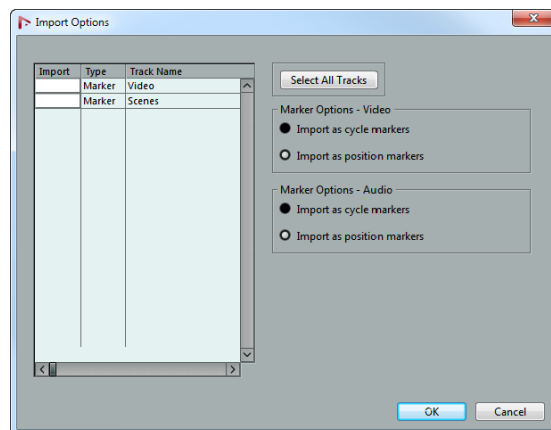 Import Options
Import Type Track Name
Marker Video
Marker Scenes
Select All Tracks
Marker Options - Video
Import as cycle markers
Import as position markers
Marker Options - Audio
Import as cycle markers
Import as position markers
OK Cancel